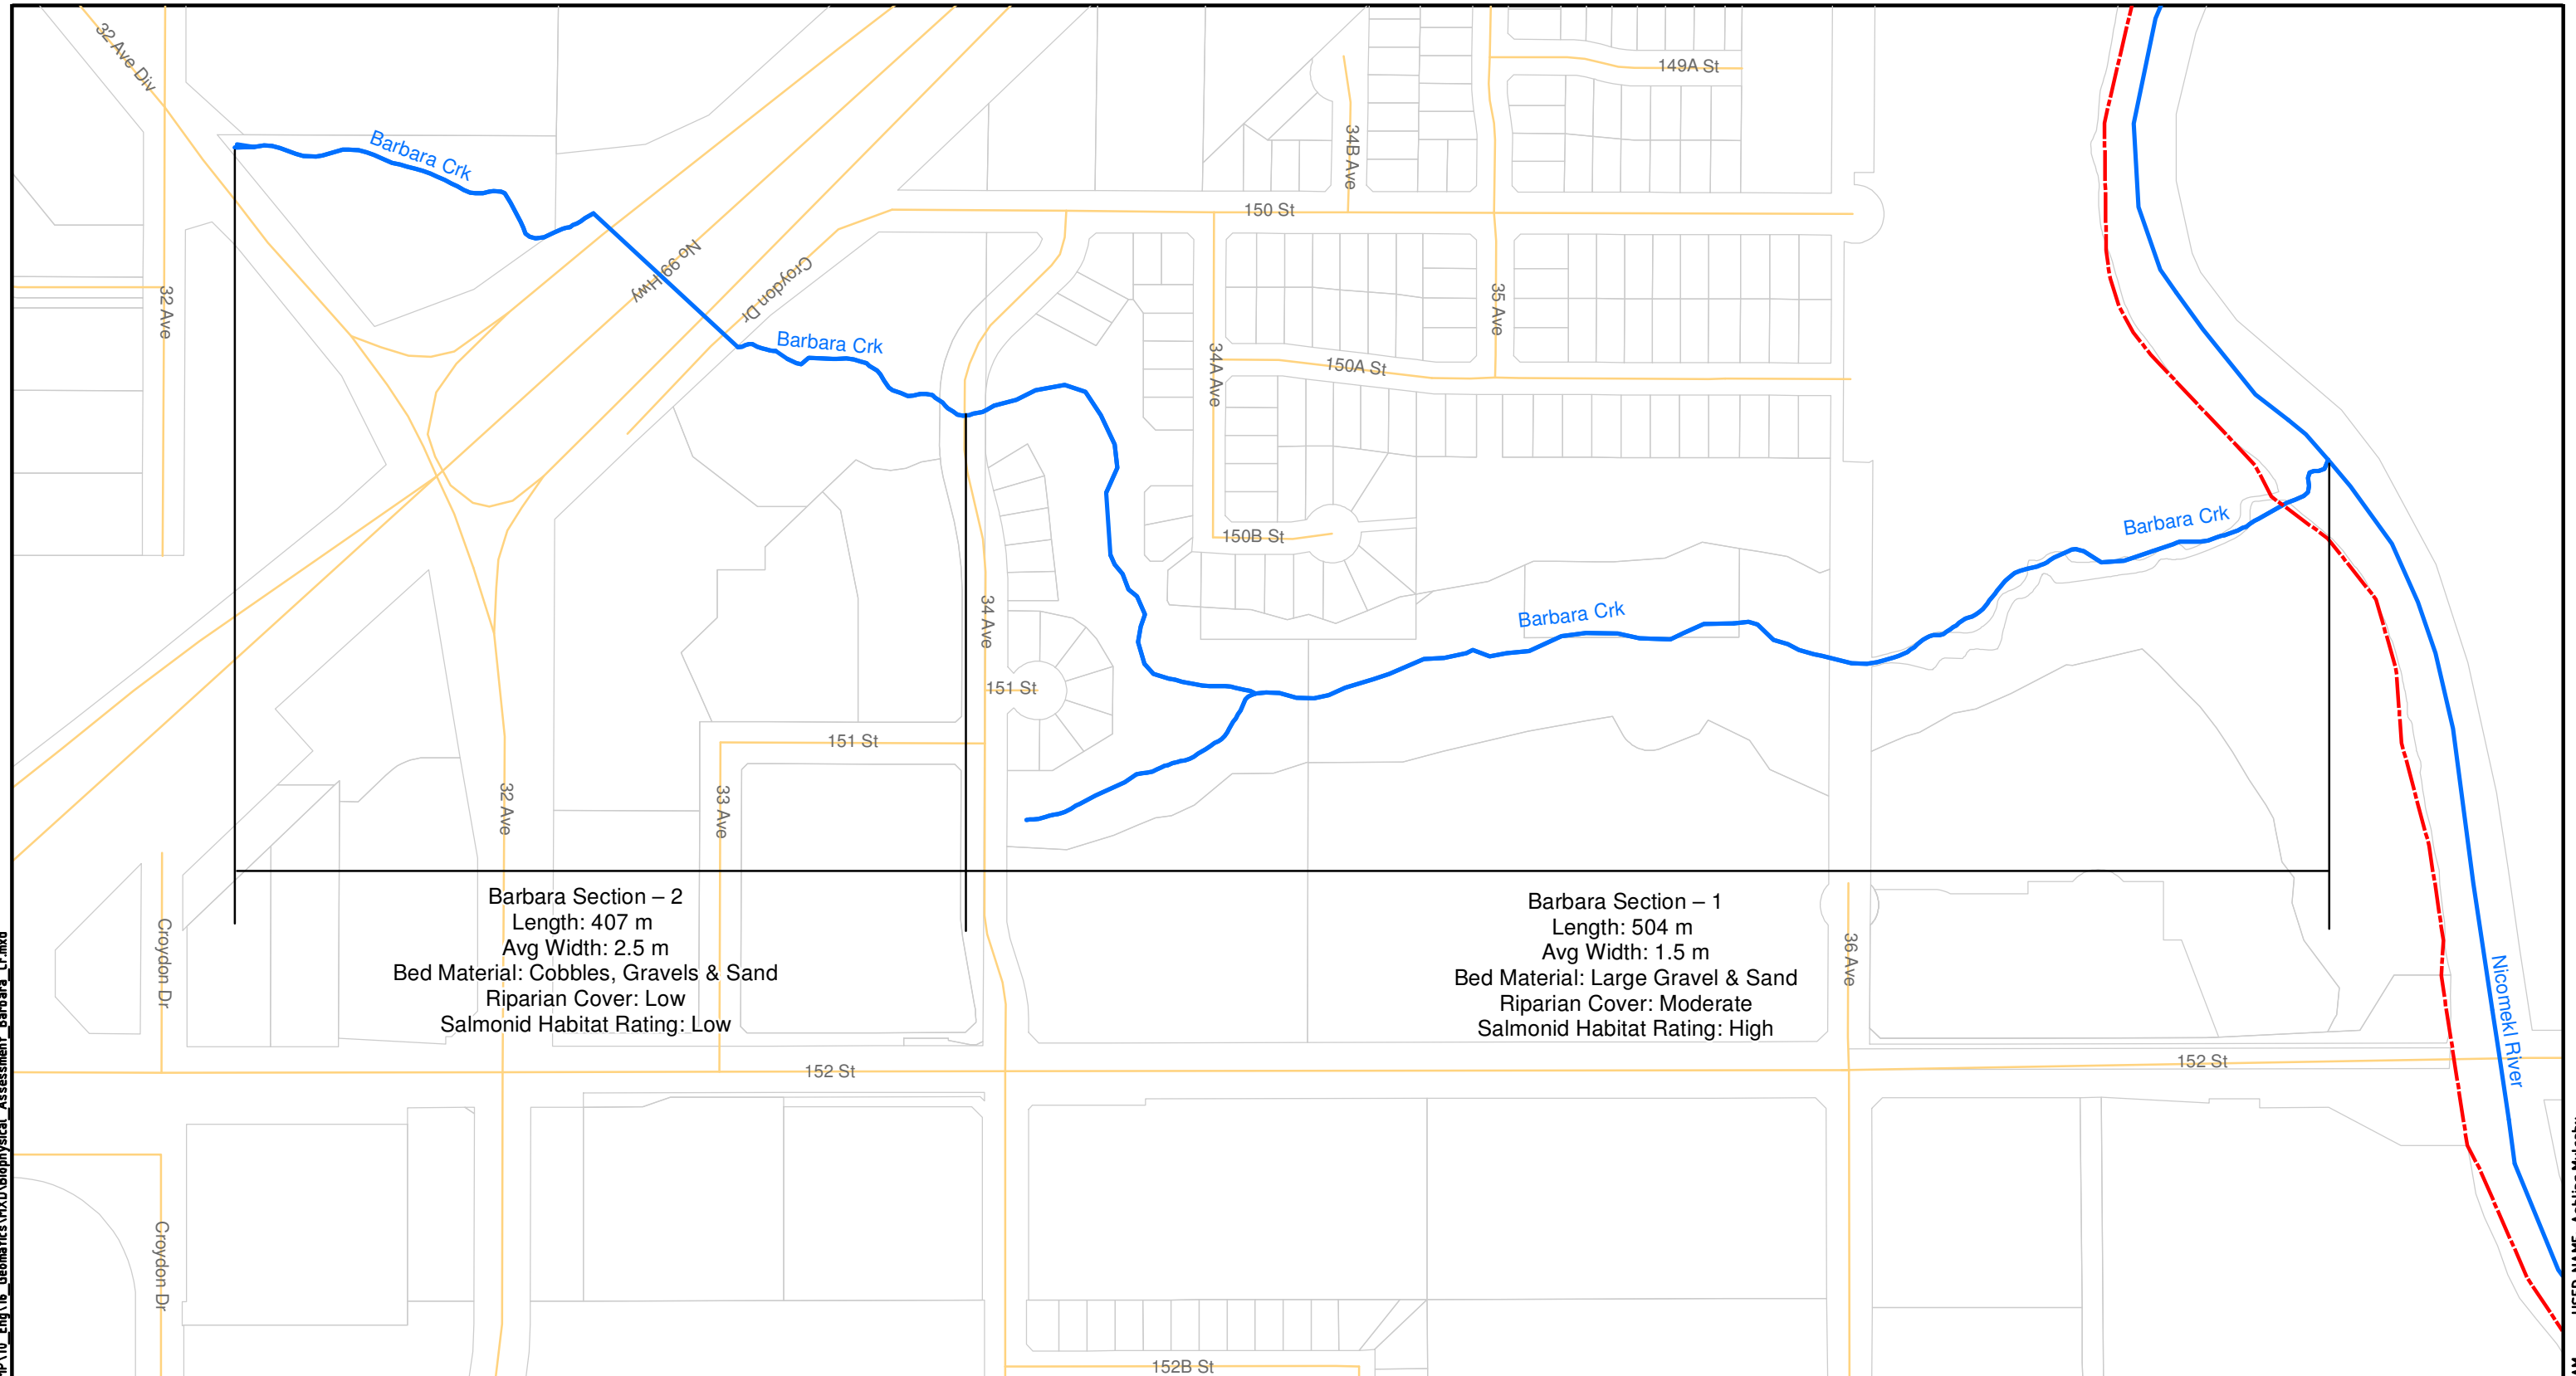 32 Ave Div
149A St
34B Ave
Barbara Crk
150 St
No 99 Hwy
Croydon Dr
32 Ave
35 Ave
Barbara Crk
34A Ave
150A St
Barbara Crk
150B St
34 Ave
Barbara Crk
151 St
151 St
32 Ave
33 Ave
Barbara Section – 2
Length: 407 m
Avg Width: 2.5 m
Bed Material: Cobbles, Gravels & Sand
Riparian Cover: Low
Salmonid Habitat Rating: Low
Barbara Section – 1
Length: 504 m
Avg Width: 1.5 m
Bed Material: Large Gravel & Sand
Riparian Cover: Moderate
Salmonid Habitat Rating: High
Croydon Dr
36 Ave
Nicomekl River
152 St
152 St
Croydon Dr
152B St